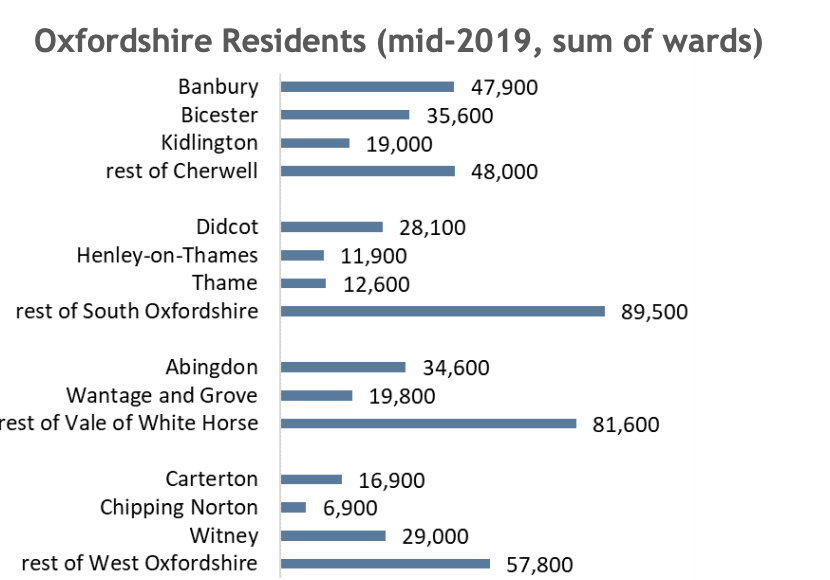 Oxfordshire Residents (mid-2019, sum of wards)
Banbury 47,900
Bicester 35,600
Kidlington 19,000
rest of Cherwell 48,000
Didcot 28,100
Henley-on-Thames 11,900
Thame 12,600
rest of South Oxfordshire 89,500
Abingdon 34,600
Wantage and Grove 19,800
rest of Vale of White Horse 81,600
Carterton 16,900
Chipping Norton 6,900
Witney 29,000
rest of West Oxfordshire 57,800